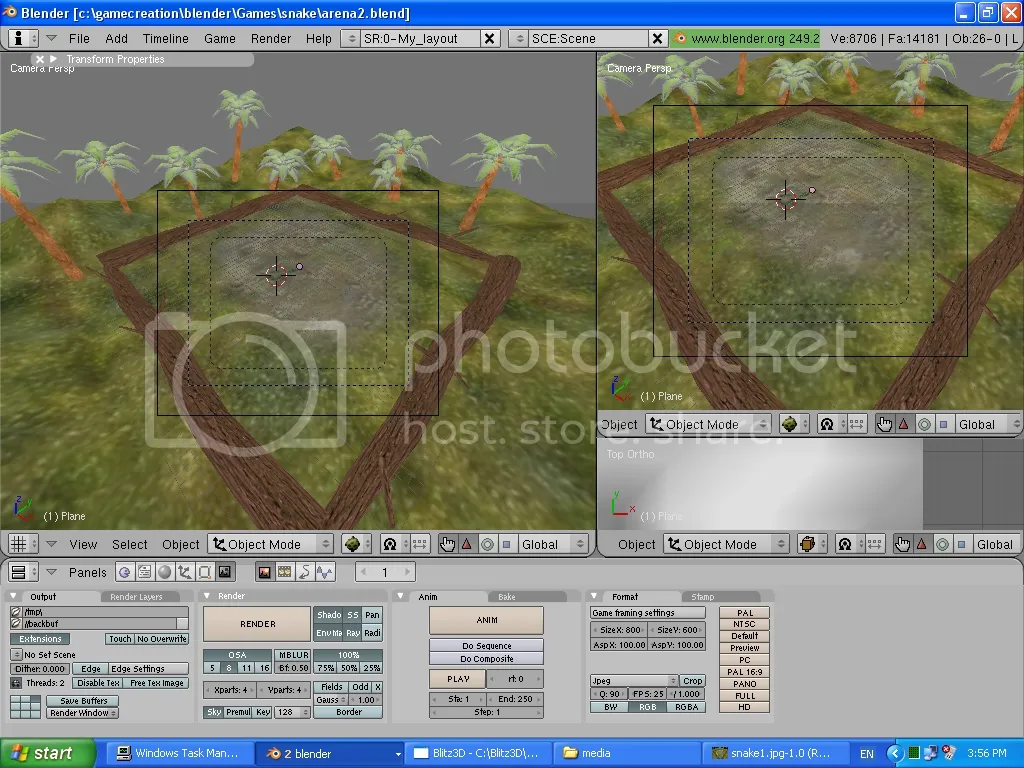 Blender [c:\gamecreation\blender\Games\snake\arena2.blend]
File Add Timeline Game Render Help SR:0-My_layout SCE:Scene www.blender.org 249.2 Ve:8706 | Fa:14181 | Ob:26-0 | L
Transform Properties
Camera Persp
Camera Persp
photobucket
host. store. share.
(1) Plane
Object Object Mode Global
Top Ortho
(1) Plane
(1) Plane
View Select Object Object Mode Global
Object Object Mode Global
Panels 1
Output Render Layers
/tmp\
//backbuf
Extensions Touch No Overwrite
No Set Scene
Dither: 0.000 Edge Edge Settings
Threads: 2 Disable Tex Free Tex Image
Save Buffers
Render Window
Render
RENDER
Shado SS Pan
Env Ma Ray Radi
OSA MBLUR 100%
5 8 11 16 Bf: 0.50 75% 50% 25%
Xparts: 4 Yparts: 4 Fields Odd X
Gauss 1.00
Sky Premul Key 128 Border
Anim Bake
ANIM
Do Sequence
Do Composite
PLAY rt: 0
Sta: 1 End: 250
Step: 1
Format Stamp
Game framing settings
SizeX: 800 SizeY: 600
AspX: 100.00 AspY: 100.00
Jpeg Crop
Q: 90 FPS: 25 /1.000
BW RGB RGBA
PAL
NTSC
Default
Preview
PC
PAL 16:9
PANO
FULL
HD
start Windows Task Man... 2 blender Blitz3D - C:\Blitz3D\... media snake1.jpg-1.0 (R... EN 3:56 PM